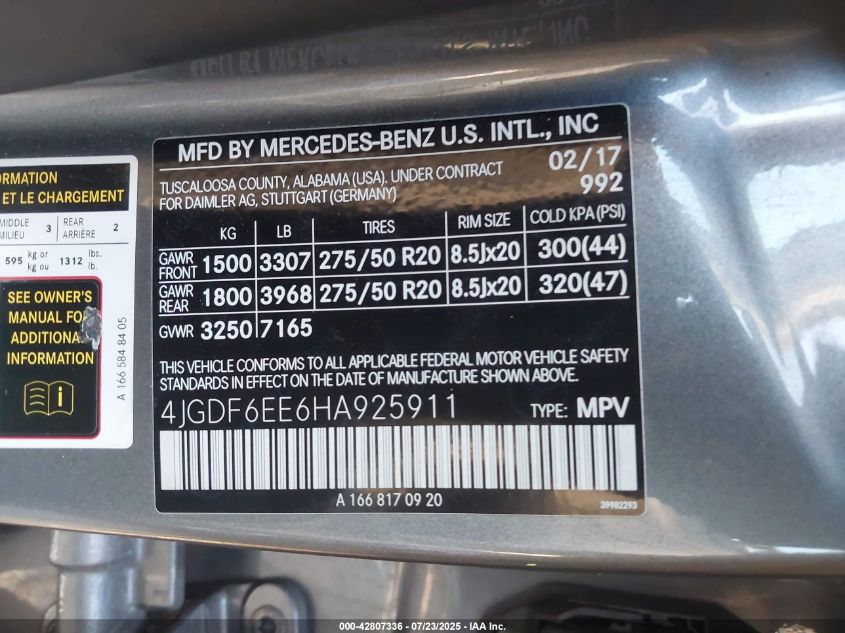 MFD BY MERCEDES-BENZ U.S. INTL., INC
TUSCALOOSA COUNTY, ALABAMA (USA). UNDER CONTRACT
FOR DAIMLER AG, STUTTGART (GERMANY)
02/17
992
KG LB TIRES RIM SIZE COLD KPA (PSI)
GAWR FRONT 1500 3307 275/50 R20 8.5Jx20 300(44)
GAWR REAR 1800 3968 275/50 R20 8.5Jx20 320(47)
GVWR 3250 7165
THIS VEHICLE CONFORMS TO ALL APPLICABLE FEDERAL MOTOR VEHICLE SAFETY
STANDARDS IN EFFECT ON THE DATE OF MANUFACTURE SHOWN ABOVE.
4JGDF6EE6HA925911 TYPE: MPV
A 166 817 09 20
39982293
ORMATION
ET LE CHARGEMENT
MIDDLE 3 REAR 2
MILIEU ARRIÈRE
595 kg or 1312 lbs.
kg ou lb.
SEE OWNER'S
MANUAL FOR
ADDITIONAL
INFORMATION
A 166 584 84 05
000-42807336 - 07/23/2025 - IAA Inc.